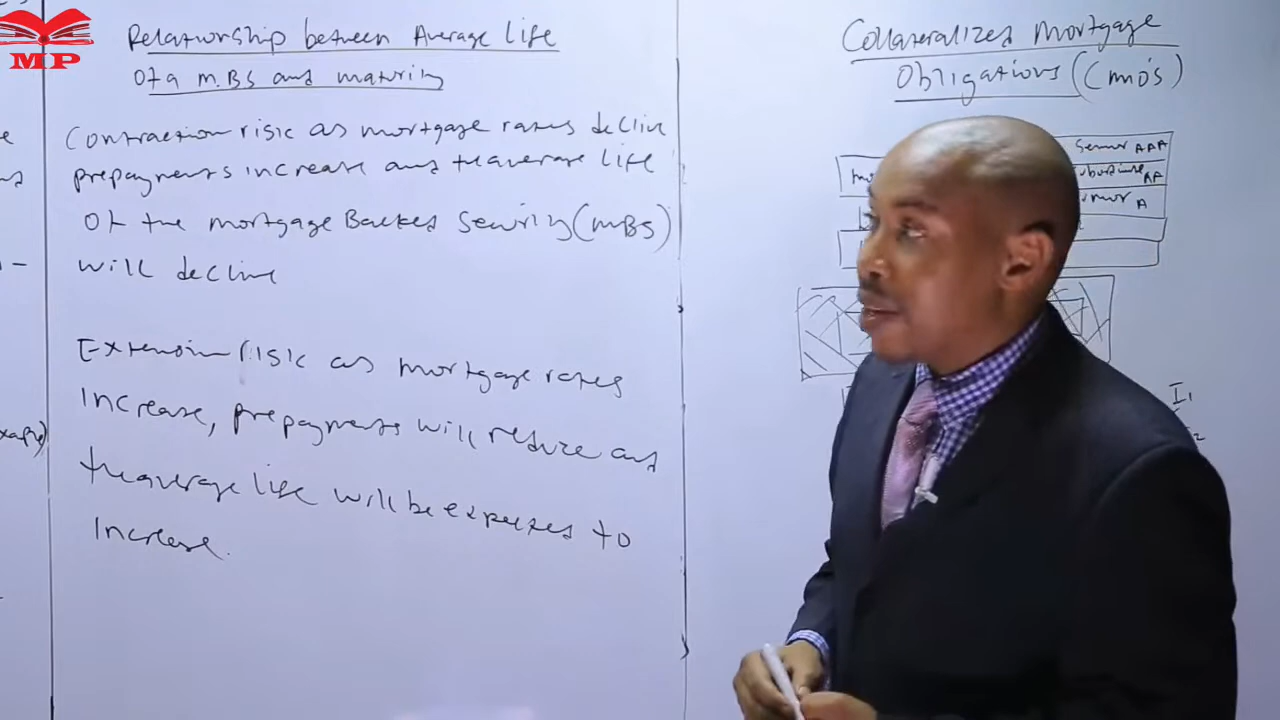 MP
Relationship between Average life
of a M.BS and maturity
Contraction risk as mortgage rates decline
prepayments increase and the average life
Of the mortgage Backed Security (MBS)
will decline
Extension risk as mortgage rates
Increase, prepayments will reduce and
the average life will be expected to
Increase.
Collateralized Mortgage
Obligations (CMO's)
Senior AAA
AA
A
I1